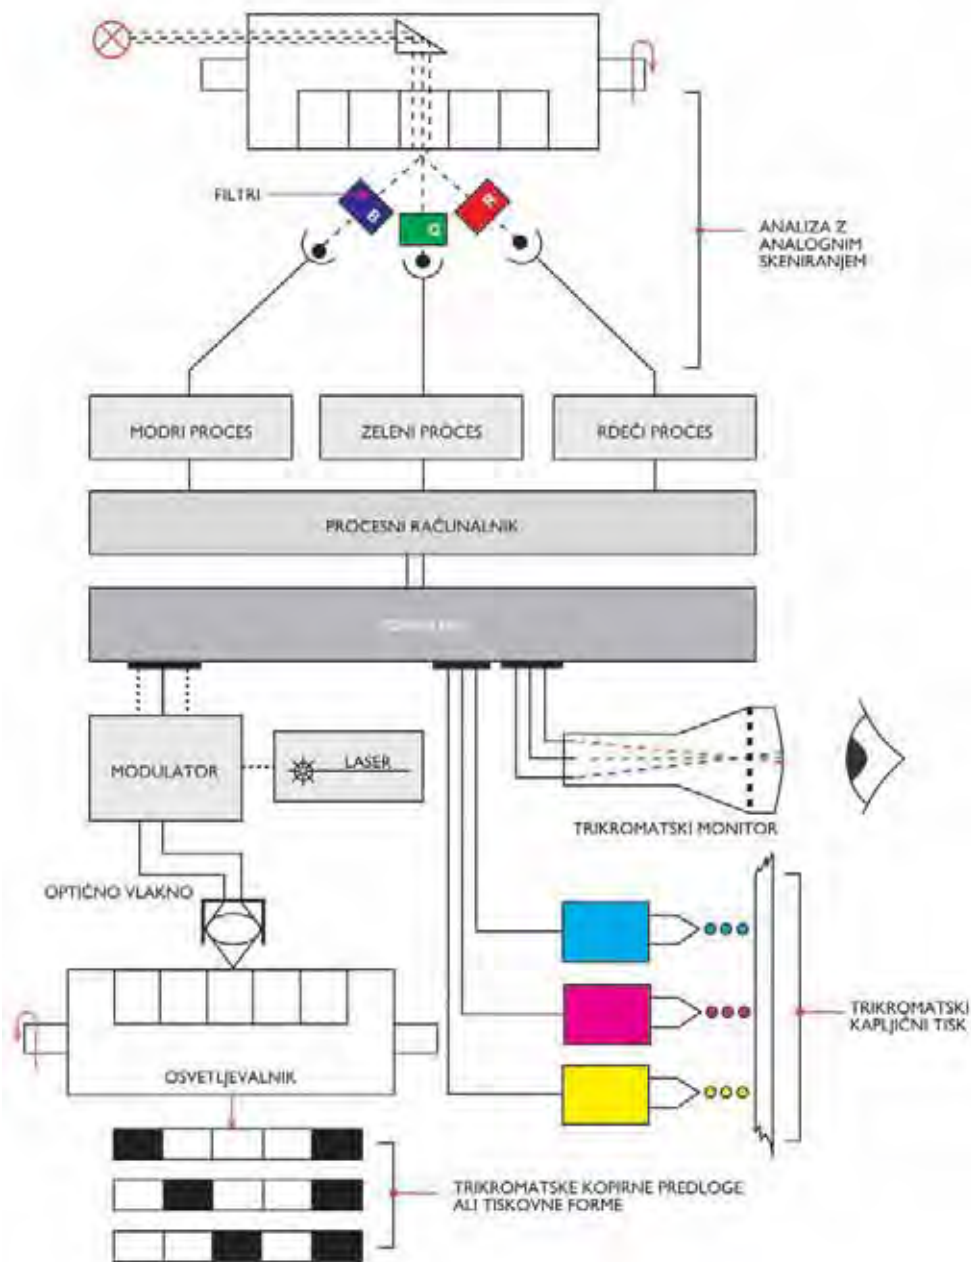 FILTRI
B
G
R
ANALIZA Z
ANALOGNIM
SKENIRANJEM
MODRI PROCES
ZELENI PROCES
RDEČI PROCES
PROCESNI RAČUNALNIK
MODULATOR
LASER
TRIKROMATSKI MONITOR
OPTIČNO VLAKNO
TRIKROMATSKI
KAPLJIČNI TISK
OSVETLJEVALNIK
TRIKROMATSKE KOPIRNE PREDLOGE
ALI TISKOVNE FORME